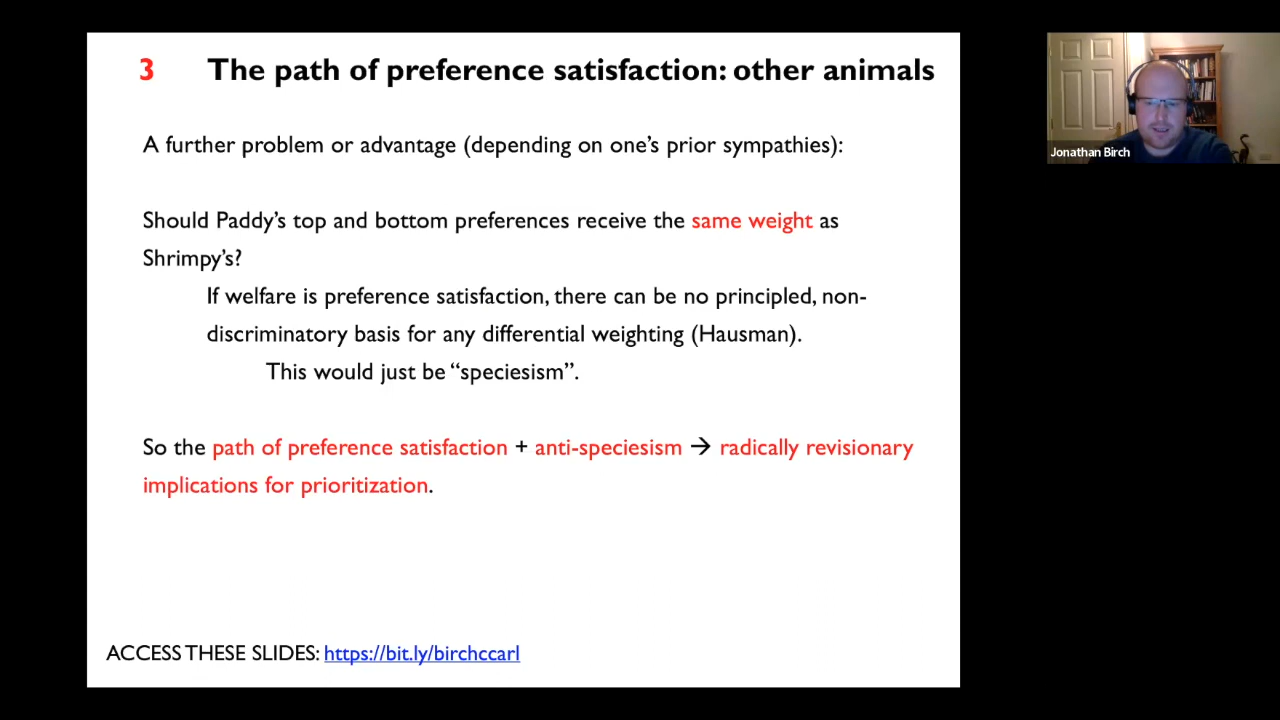 3 The path of preference satisfaction: other animals
A further problem or advantage (depending on one's prior sympathies):
Should Paddy's top and bottom preferences receive the same weight as
Shrimpy's?
If welfare is preference satisfaction, there can be no principled, non-
discriminatory basis for any differential weighting (Hausman).
This would just be “speciesism”.
So the path of preference satisfaction + anti-speciesism → radically revisionary
implications for prioritization.
ACCESS THESE SLIDES: https://bit.ly/birchccarl
Jonathan Birch